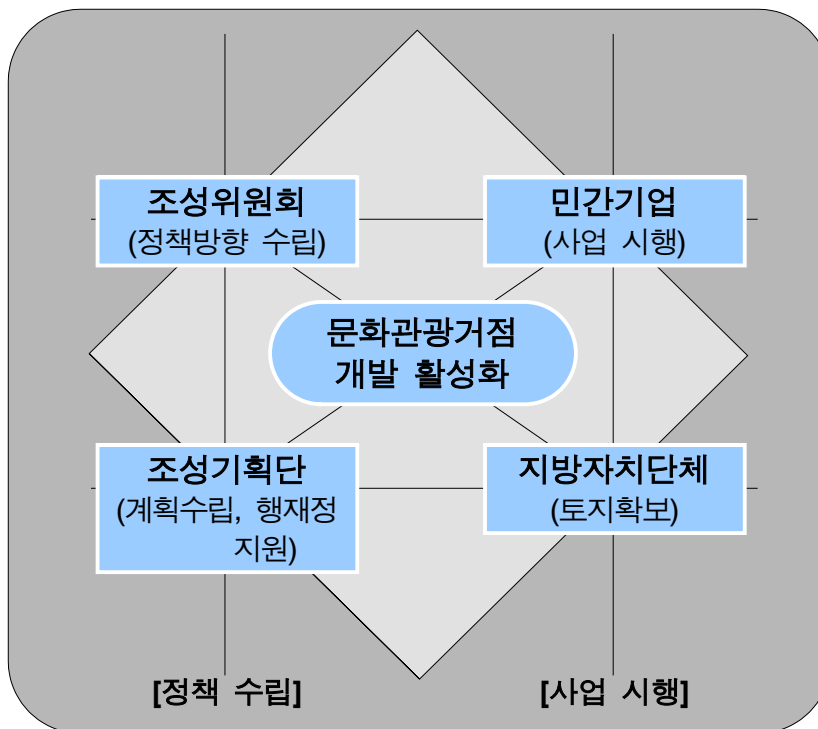 조성위원회
(정책방향 수립)
민간기업
(사업 시행)
문화관광거점
개발 활성화
조성기획단
(계획수립, 행재정
지원)
지방자치단체
(토지확보)
[정책 수립]
[사업 시행]